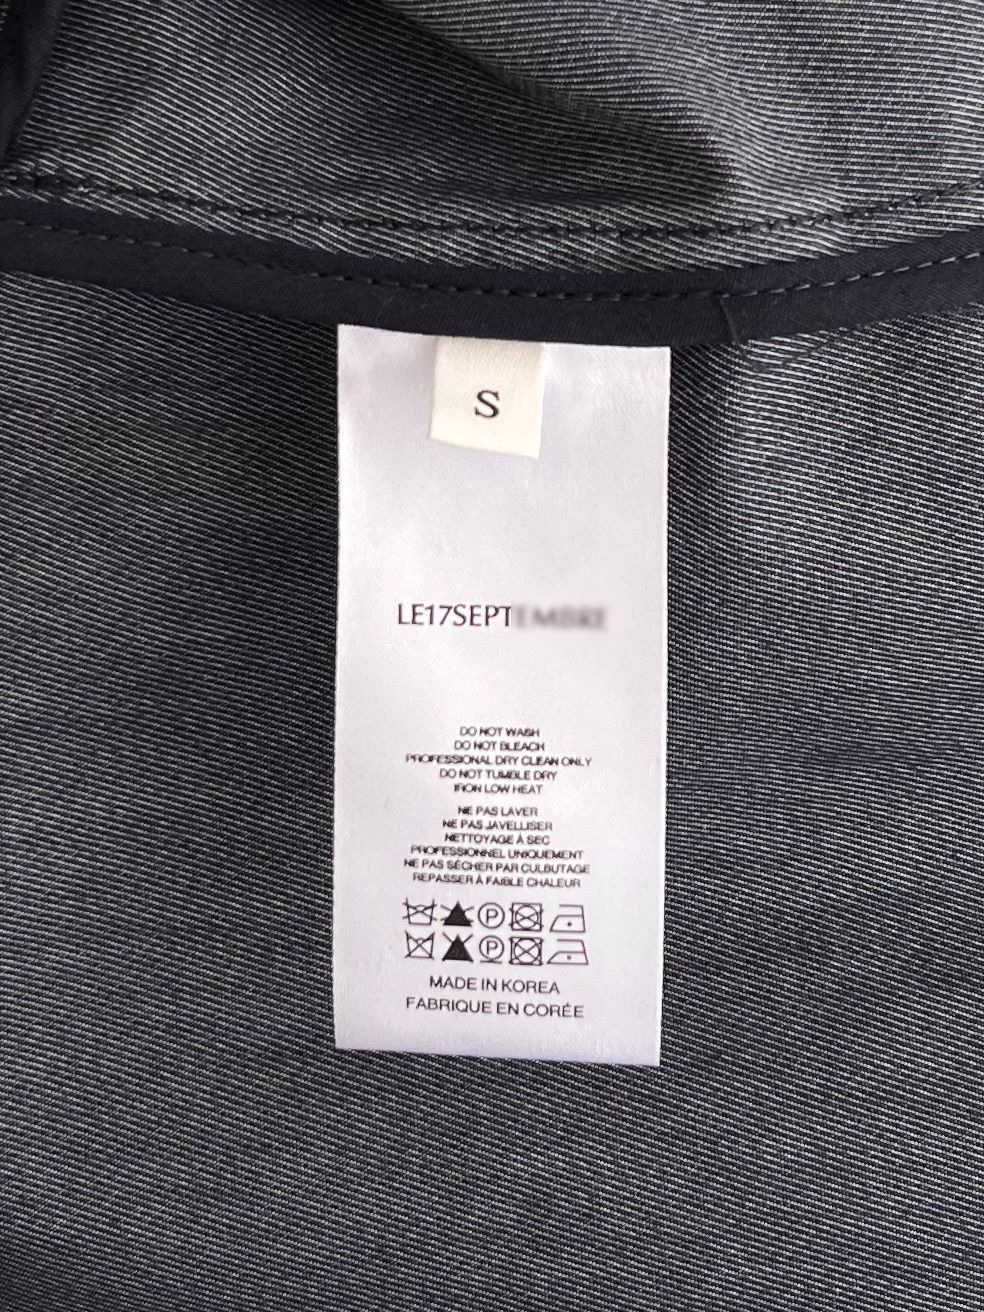 S
LE17SEPT
DO NOT WASH
DO NOT BLEACH
PROFESSIONAL DRY CLEAN ONLY
DO NOT TUMBLE DRY
IRON LOW HEAT
NE PAS LAVER
NE PAS JAVELLISER
NETTOYAGE À SEC
PROFESSIONNEL UNIQUEMENT
NE PAS SÉCHER PAR CULBUTAGE
REPASSER À FAIBLE CHALEUR
P
P
MADE IN KOREA
FABRIQUE EN CORÉE